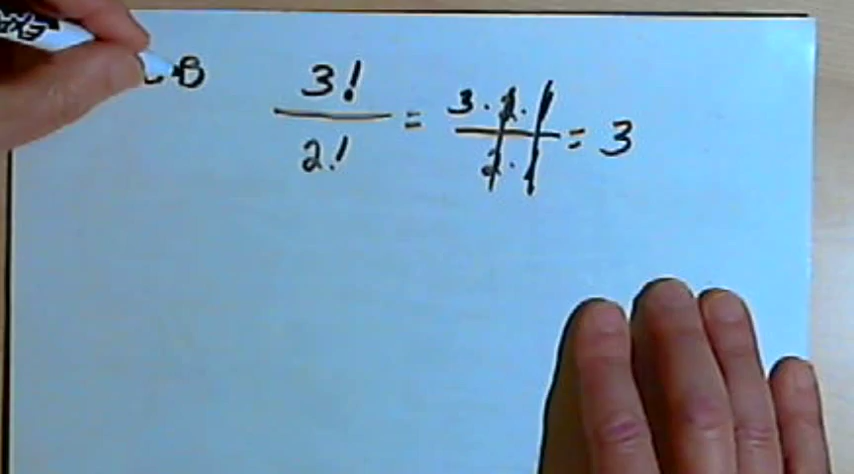 3! / 2! = 3 · 2 · 1 / 2 · 1 = 3